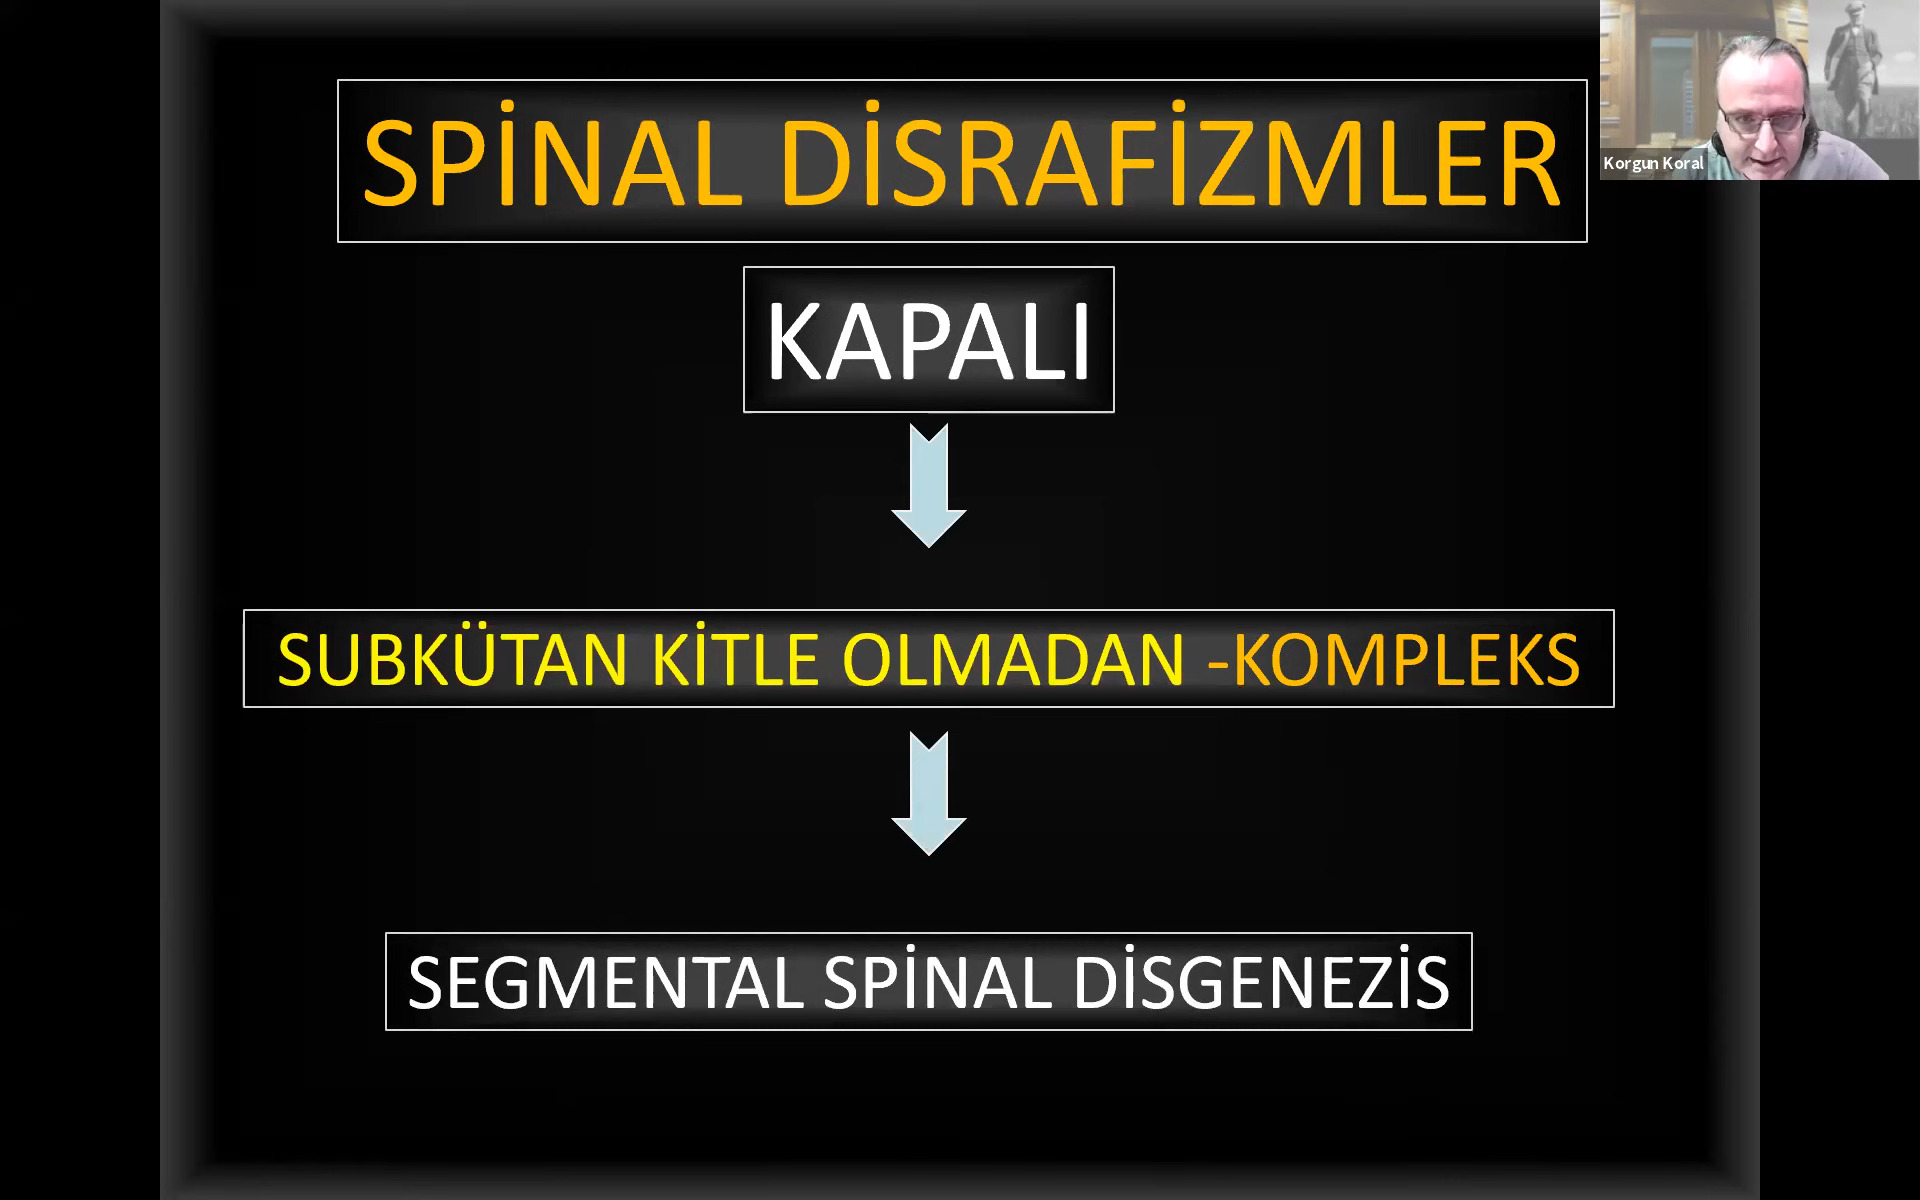 SPİNAL DİSRAFİZMLER
Korgun Koral
KAPALI
SUBKÜTAN KİTLE OLMADAN -KOMPLEKS
SEGMENTAL SPİNAL DİSGENEZİS